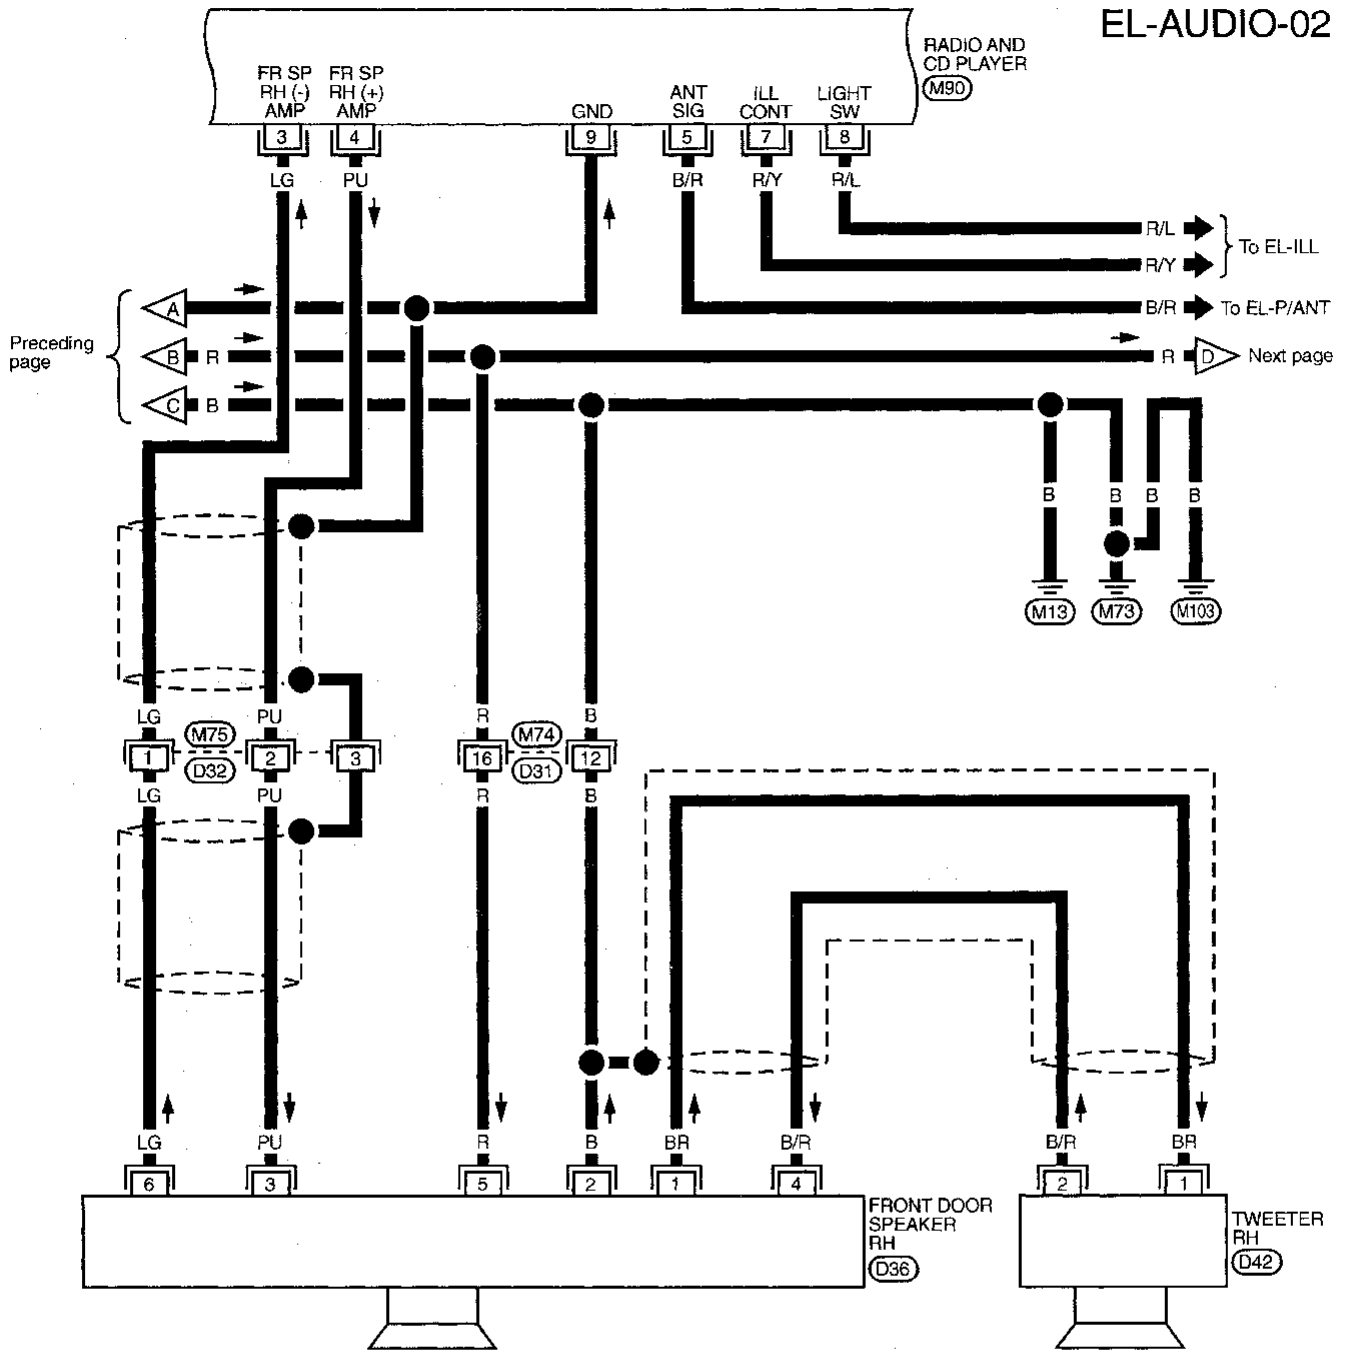 EL-AUDIO-02
RADIO AND
CD PLAYER
M90
FR SP
RH (-)
AMP
FR SP
RH (+)
AMP
GND
ANT
SIG
ILL
CONT
LIGHT
SW
3 4 9 5 7 8
LG PU B/R R/Y R/L
R/L
R/Y
To EL-ILL
A
B/R To EL-P/ANT
Preceding
page
B R
R D Next page
C B
B B B B
M13 M73 M103
LG PU R B
M75 M74
1 2 3 16 12
D32 D31
LG PU R B
LG PU R B BR B/R B/R BR
6 3 5 2 1 4 2 1
FRONT DOOR
SPEAKER
RH
D36
TWEETER
RH
D42